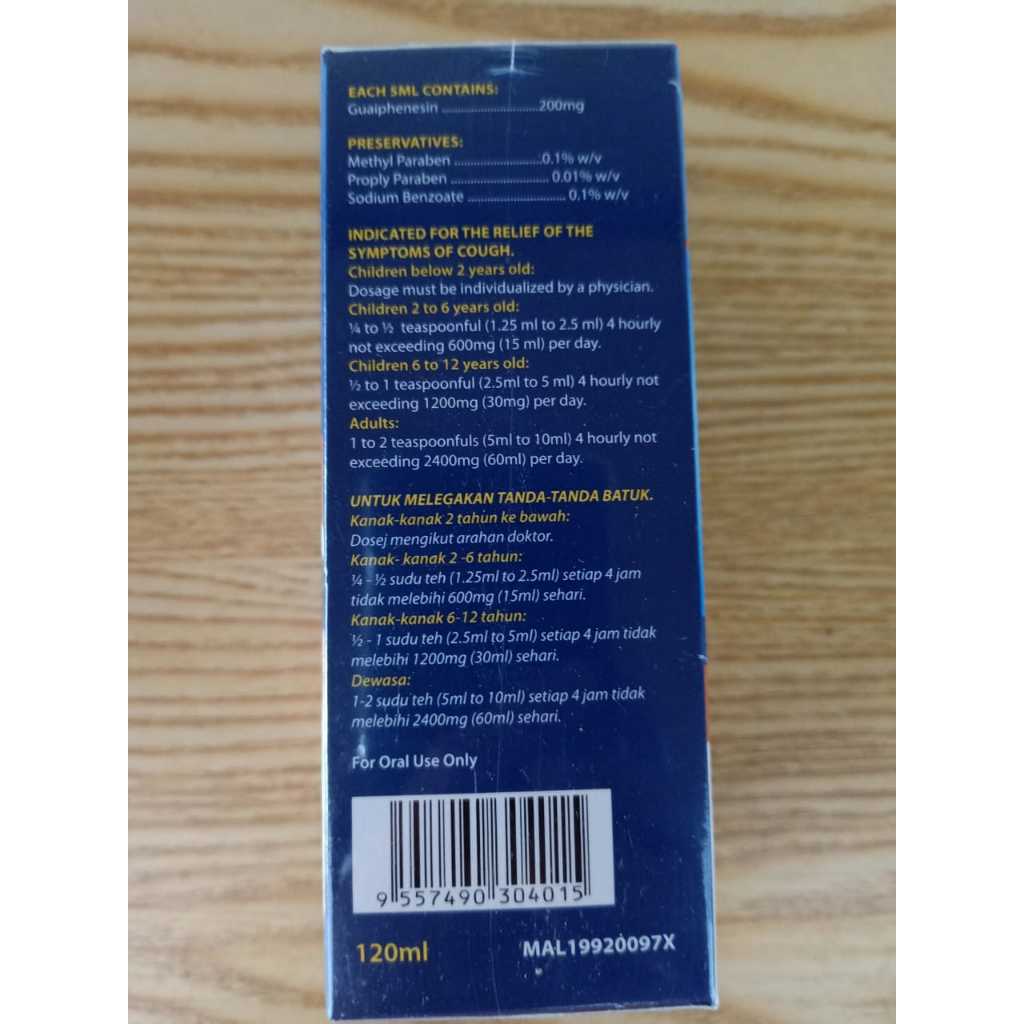 EACH 5ML CONTAINS:
Guaiphenesin ............................200mg
PRESERVATIVES:
Methyl Paraben .........................0.1% w/v
Proply Paraben ............................ 0.01% w/v
Sodium Benzoate ............................ 0.1% w/v
INDICATED FOR THE RELIEF OF THE
SYMPTOMS OF COUGH.
Children below 2 years old:
Dosage must be individualized by a physician.
Children 2 to 6 years old:
¼ to ½ teaspoonful (1.25 ml to 2.5 ml) 4 hourly
not exceeding 600mg (15 ml) per day.
Children 6 to 12 years old:
½ to 1 teaspoonful (2.5ml to 5 ml) 4 hourly not
exceeding 1200mg (30mg) per day.
Adults:
1 to 2 teaspoonfuls (5ml to 10ml) 4 hourly not
exceeding 2400mg (60ml) per day.
UNTUK MELEGAKAN TANDA-TANDA BATUK.
Kanak-kanak 2 tahun ke bawah:
Dosej mengikut arahan doktor.
Kanak- kanak 2 -6 tahun:
¼ - ½ sudu teh (1.25ml to 2.5ml) setiap 4 jam
tidak melebihi 600mg (15ml) sehari.
Kanak-kanak 6-12 tahun:
½ - 1 sudu teh (2.5ml to 5ml) setiap 4 jam tidak
melebihi 1200mg (30ml) sehari.
Dewasa:
1-2 sudu teh (5ml to 10ml) setiap 4 jam tidak
melebihi 2400mg (60ml) sehari.
For Oral Use Only
9 557490 304015
120ml MAL19920097X